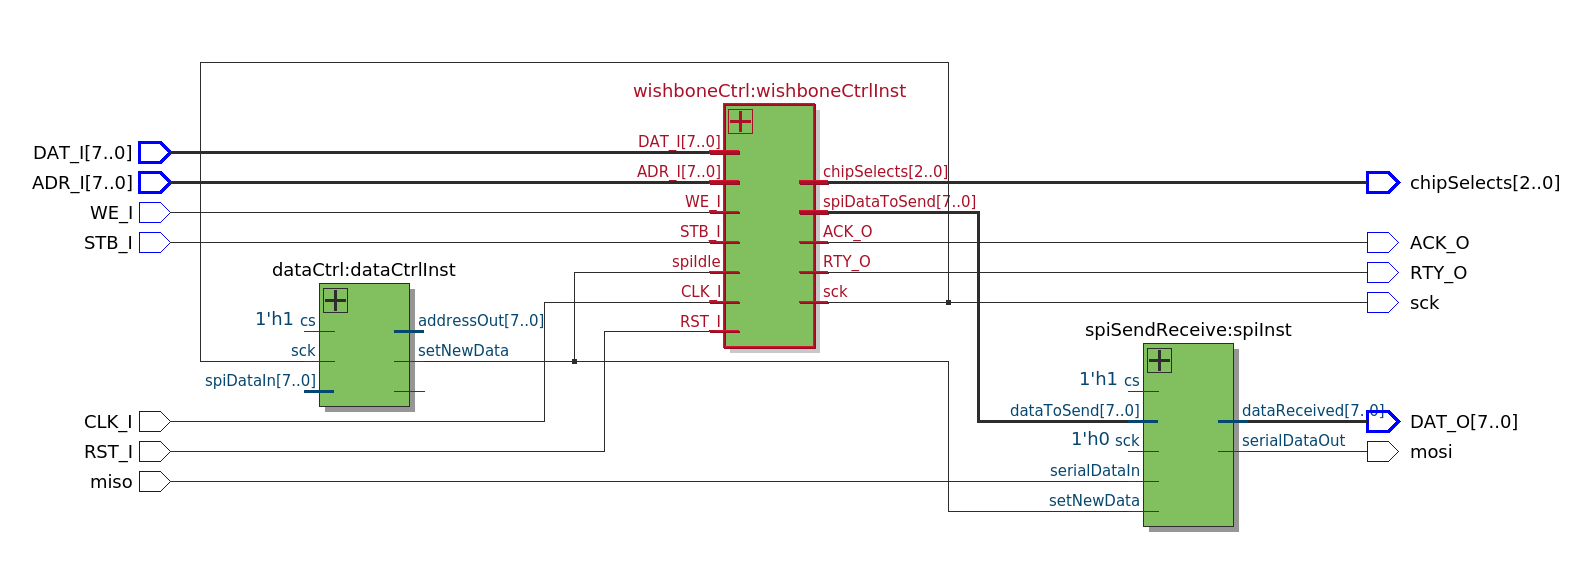 wishboneCtrl:wishboneCtrlInst
DAT_I[7..0]
ADR_I[7..0]
WE_I
STB_I
DAT_I[7..0]
ADR_I[7..0]
WE_I
STB_I
spiIdle
CLK_I
RST_I
chipSelects[2..0]
spiDataToSend[7..0]
ACK_O
RTY_O
sck
chipSelects[2..0]
ACK_O
RTY_O
sck
dataCtrl:dataCtrlInst
1'h1 cs
sck
spiDataIn[7..0]
addressOut[7..0]
setNewData
CLK_I
RST_I
miso
spiSendReceive:spiInst
1'h1 cs
dataToSend[7..0]
1'h0 sck
serialDataIn
setNewData
dataReceived[7..0]
serialDataOut
DAT_O[7..0]
mosi